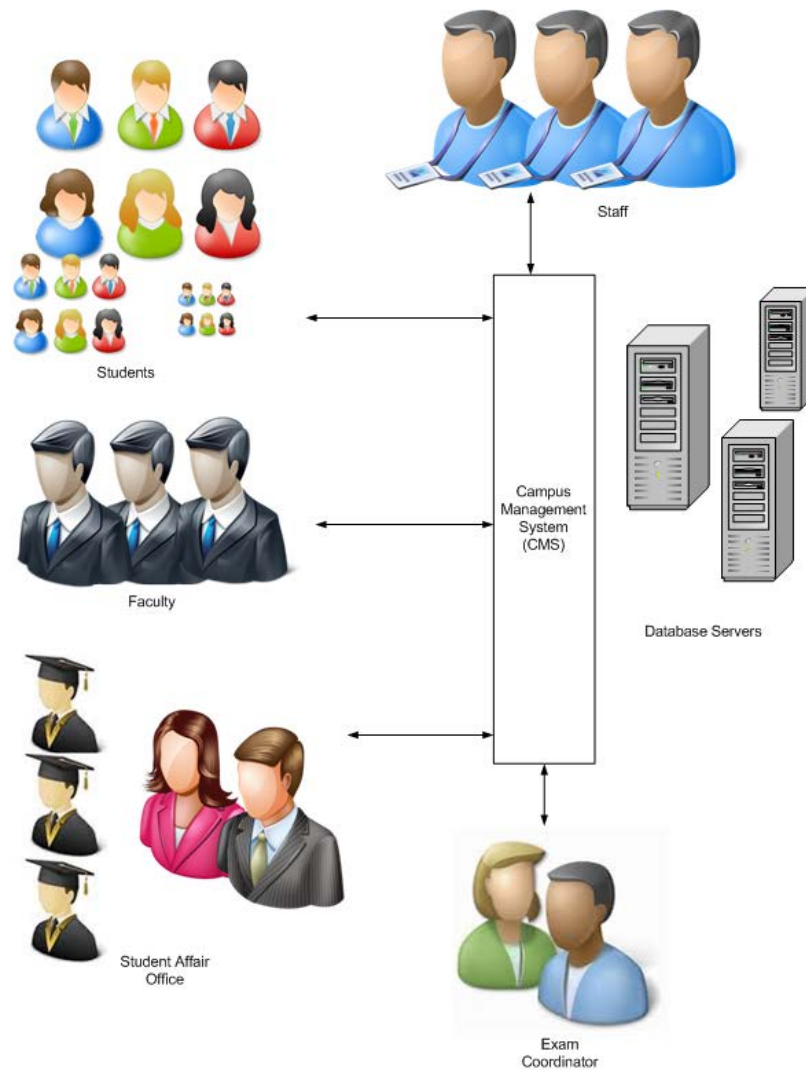 Staff
Students
Campus
Management
System
(CMS)
Faculty
Database Servers
Student Affair
Office
Exam
Coordinator